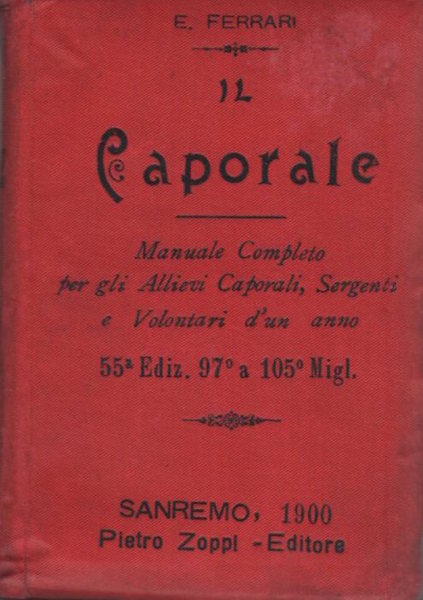 E. FERRARI
IL
Caporale
Manuale Completo
per gli Allievi Caporali, Sergenti
e Volontari d'un anno
55ª Ediz. 97º a 105º Migl.
SANREMO, 1900
Pietro Zoppi - Editore